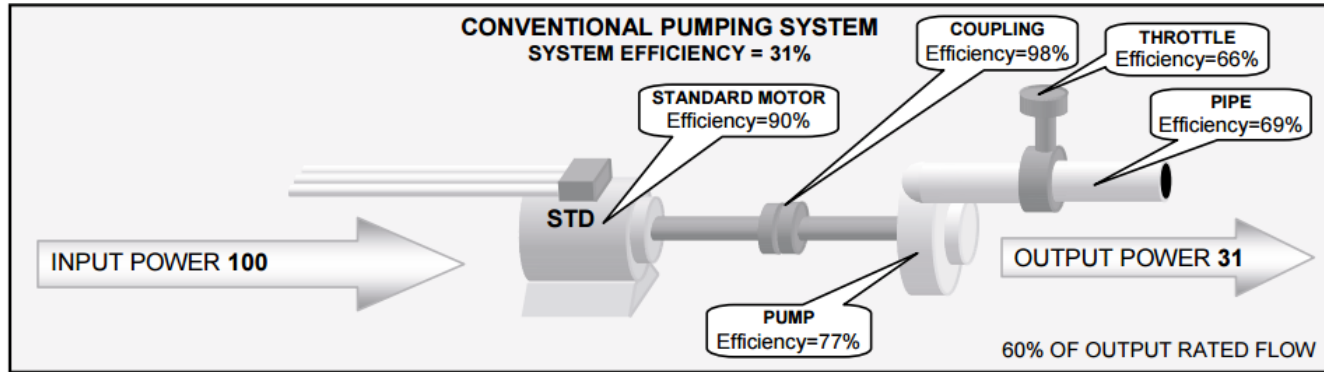 CONVENTIONAL PUMPING SYSTEM
SYSTEM EFFICIENCY = 31%
COUPLING
Efficiency=98%
THROTTLE
Efficiency=66%
STANDARD MOTOR
Efficiency=90%
PIPE
Efficiency=69%
STD
INPUT POWER 100
OUTPUT POWER 31
PUMP
Efficiency=77%
60% OF OUTPUT RATED FLOW